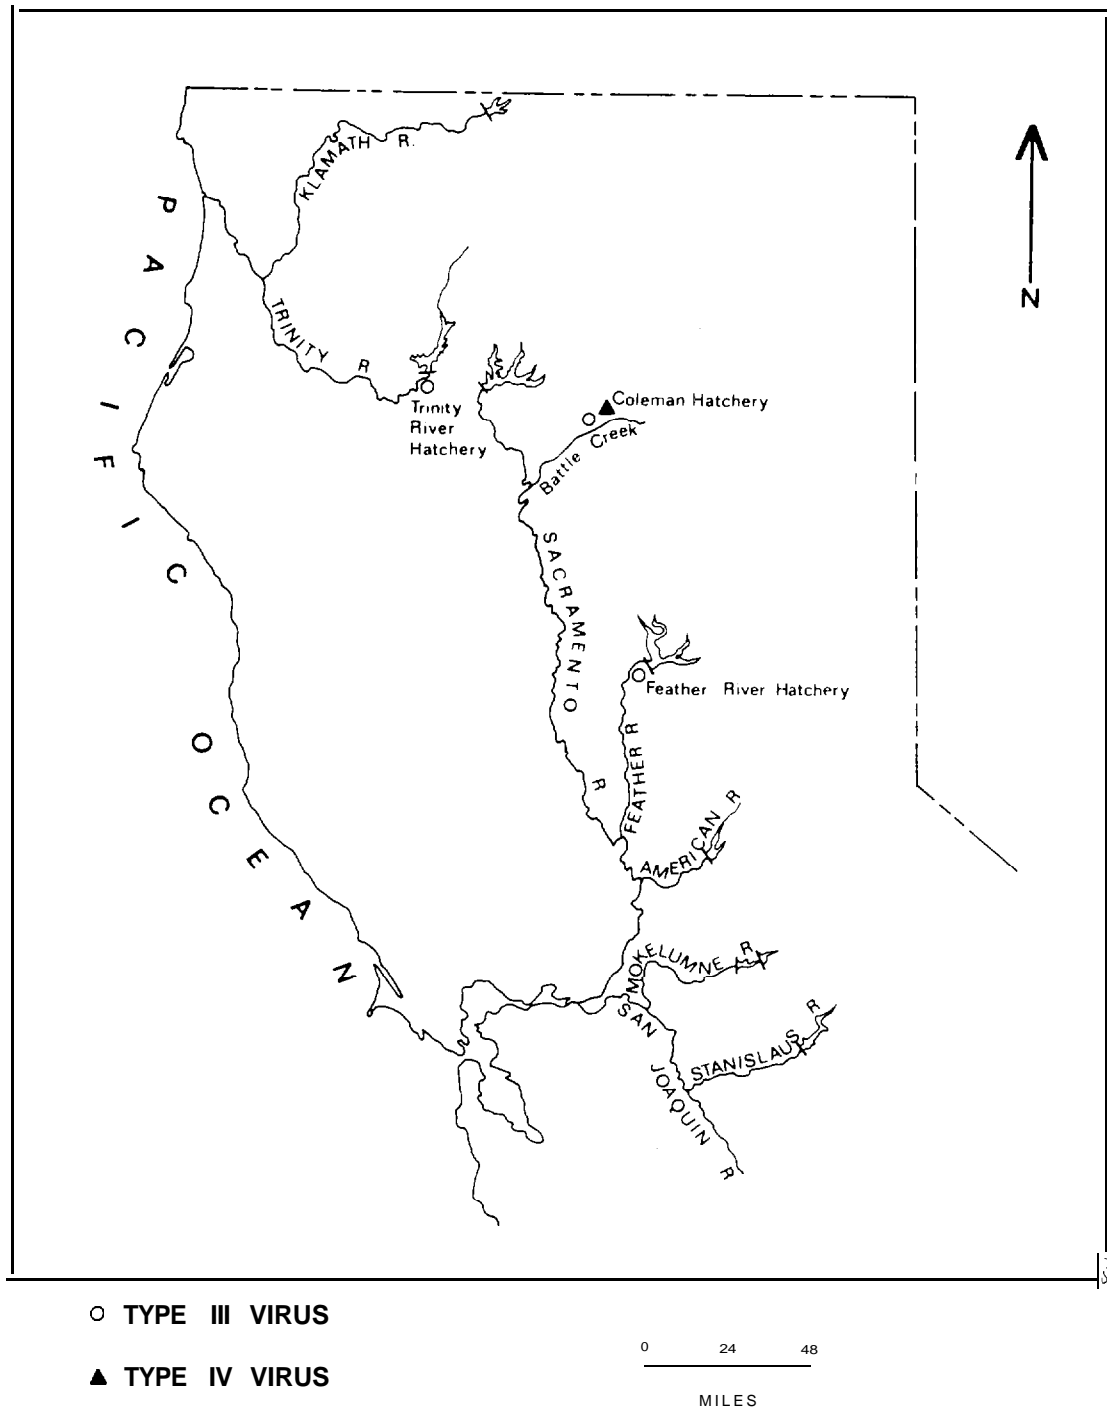 KLAMATH R.
PACIFIC OCEAN
N
TRINITY R
Trinity
River
Hatchery
Coleman Hatchery
Battle Creek
SACRAMENTO R
Feather River Hatchery
FEATHER R
AMERICAN R
MOKELUMNE R
SAN JOAQUIN R
STANISLAUS R
TYPE III VIRUS
TYPE IV VIRUS
0 24 48
MILES